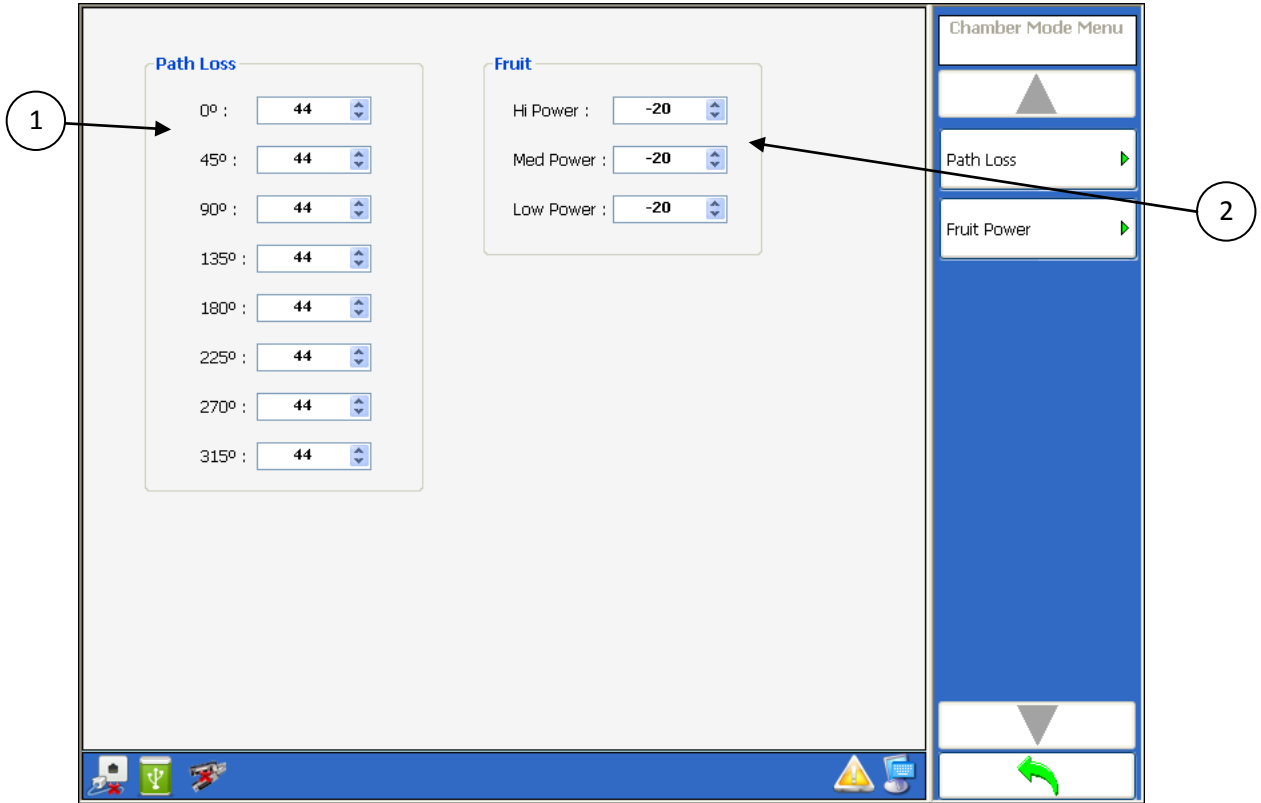 Chamber Mode Menu
Path Loss
0º : 44
45º : 44
90º : 44
135º : 44
180º : 44
225º : 44
270º : 44
315º : 44
Fruit
Hi Power : -20
Med Power : -20
Low Power : -20
Path Loss
Fruit Power
1
2